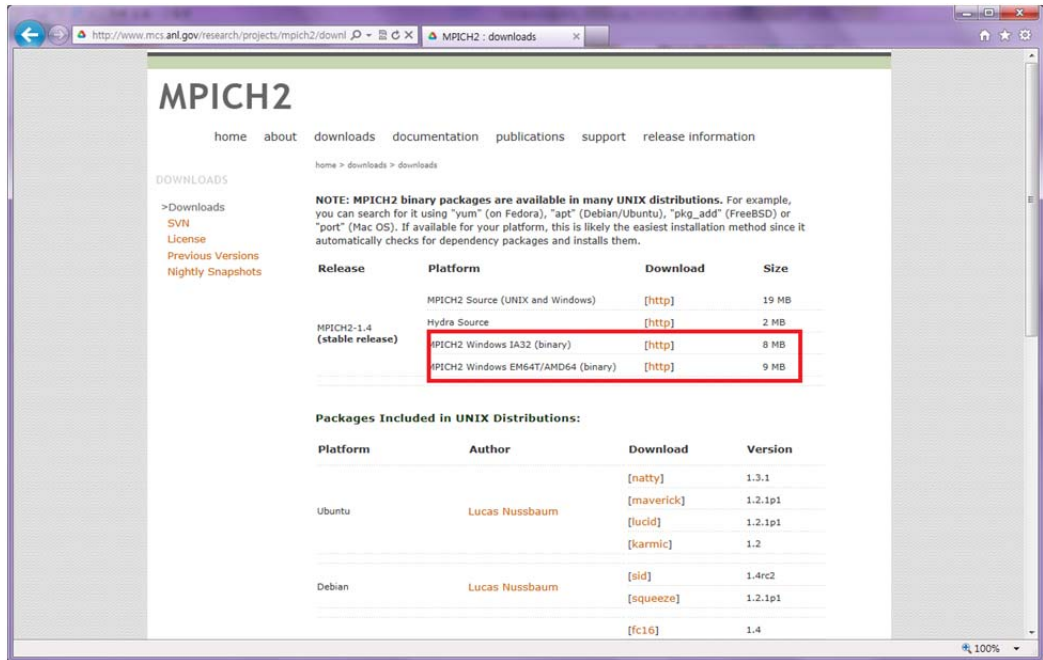 http://www.mcs.anl.gov/research/projects/mpich2/downl
MPICH2 : downloads
MPICH2
home about downloads documentation publications support release information
home > downloads > downloads
DOWNLOADS
>Downloads
SVN
License
Previous Versions
Nightly Snapshots
NOTE: MPICH2 binary packages are available in many UNIX distributions. For example,
you can search for it using "yum" (on Fedora), "apt" (Debian/Ubuntu), "pkg_add" (FreeBSD) or
"port" (Mac OS). If available for your platform, this is likely the easiest installation method since it
automatically checks for dependency packages and installs them.
Release Platform Download Size
MPICH2-1.4
(stable release)
MPICH2 Source (UNIX and Windows) [http] 19 MB
Hydra Source [http] 2 MB
MPICH2 Windows IA32 (binary) [http] 8 MB
MPICH2 Windows EM64T/AMD64 (binary) [http] 9 MB
Packages Included in UNIX Distributions:
Platform Author Download Version
Ubuntu Lucas Nussbaum
[natty] 1.3.1
[maverick] 1.2.1p1
[lucid] 1.2.1p1
[karmic] 1.2
Debian Lucas Nussbaum
[sid] 1.4rc2
[squeeze] 1.2.1p1
[fc16] 1.4
100%